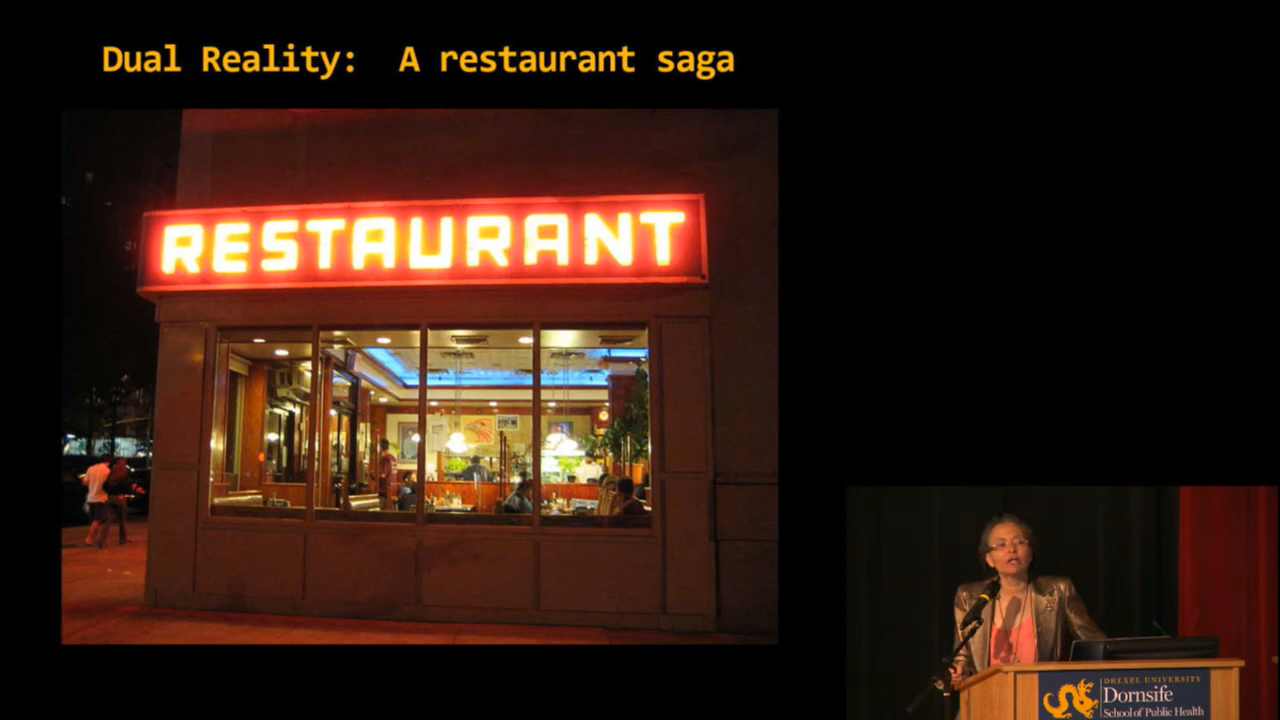 Dual Reality: A restaurant saga
RESTAURANT
DREXEL UNIVERSITY
Dornsife
School of Public Health